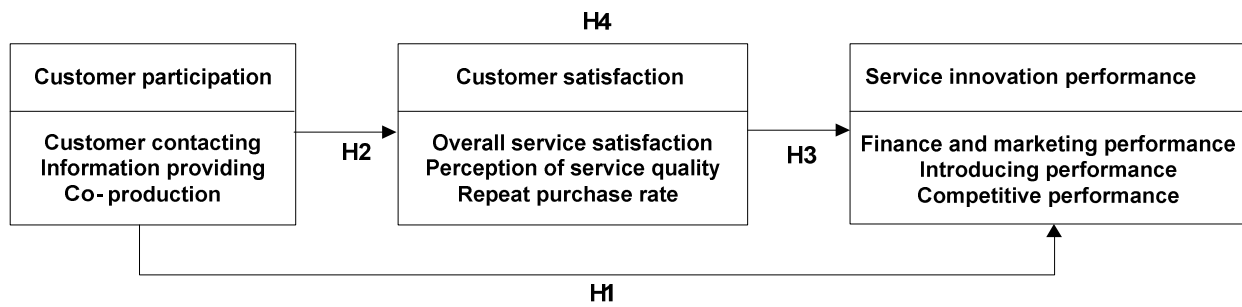 H4
Customer participation
Customer contacting
Information providing
Co-production
H2
Customer satisfaction
Overall service satisfaction
Perception of service quality
Repeat purchase rate
H3
Service innovation performance
Finance and marketing performance
Introducing performance
Competitive performance
H1